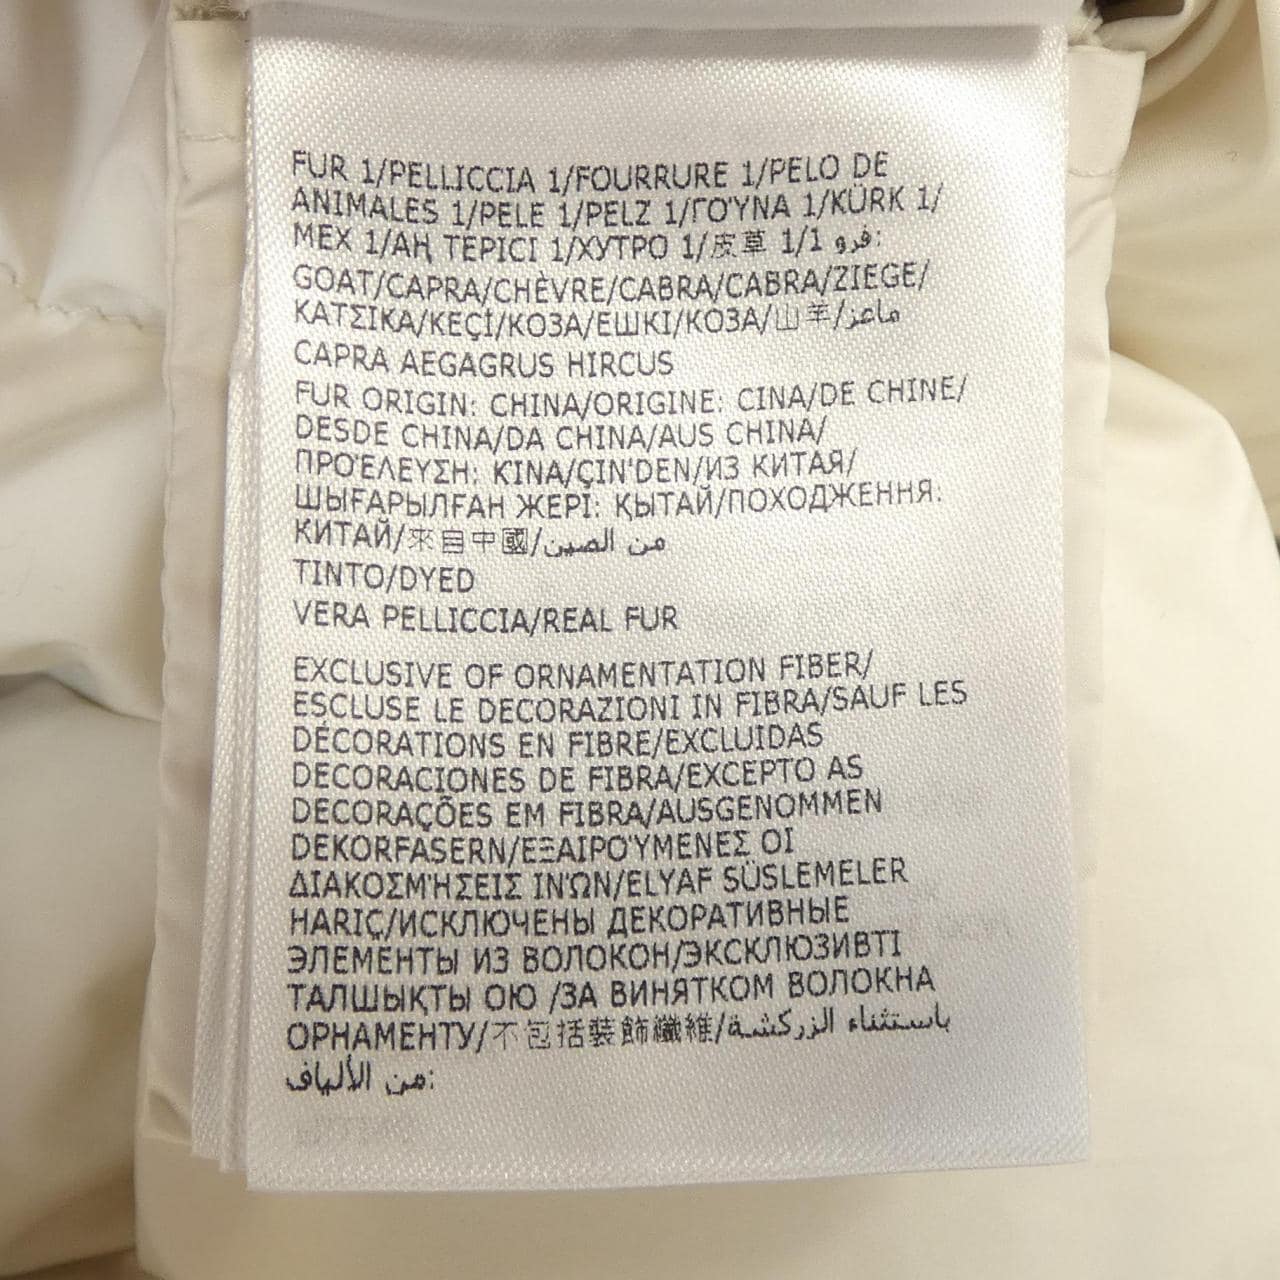 FUR 1/PELLICCIA 1/FOURRURE 1/PELO DE
ANIMALES 1/PELE 1/PELZ 1/ΓΟΎΝΑ 1/KÜRK 1/
МЕХ 1/АҢ ТЕРІСІ 1/ХУТРО 1/皮草 1/1 فرو:
GOAT/CAPRA/CHÈVRE/CABRA/CABRA/ZIEGE/
ΚΑΤΣΙΚΑ/KEÇİ/КОЗА/ЕШКІ/КОЗА/山羊/ماعز
CAPRA AEGAGRUS HIRCUS
FUR ORIGIN: CHINA/ORIGINE: CINA/DE CHINE/
DESDE CHINA/DA CHINA/AUS CHINA/
ΠΡΟΈΛΕΥΣΗ: ΚΊΝΑ/ÇIN'DEN/ИЗ КИТАЯ/
ШЫҒАРЫЛҒАН ЖЕРІ: ҚЫТАЙ/ПОХОДЖЕННЯ:
КИТАЙ/來自中國/من الصين
TINTO/DYED
VERA PELLICCIA/REAL FUR
EXCLUSIVE OF ORNAMENTATION FIBER/
ESCLUSE LE DECORAZIONI IN FIBRA/SAUF LES
DÉCORATIONS EN FIBRE/EXCLUIDAS
DECORACIONES DE FIBRA/EXCEPTO AS
DECORAÇÕES EM FIBRA/AUSGENOMMEN
DEKORFASERN/ΕΞΑΙΡΟΎΜΕΝΕΣ ΟΙ
ΔΙΑΚΟΣΜΉΣΕΙΣ ΙΝΏΝ/ELYAF SÜSLEMELER
HARIÇ/ИСКЛЮЧЕНЫ ДЕКОРАТИВНЫЕ
ЭЛЕМЕНТЫ ИЗ ВОЛОКОН/ЭКСКЛЮЗИВТІ
ТАЛШЫҚТЫ ОЮ /ЗА ВИНЯТКОМ ВОЛОКНА
ОРНАМЕНТУ/不包括裝飾纖維/باستثناء الزركشة
من الألياف: